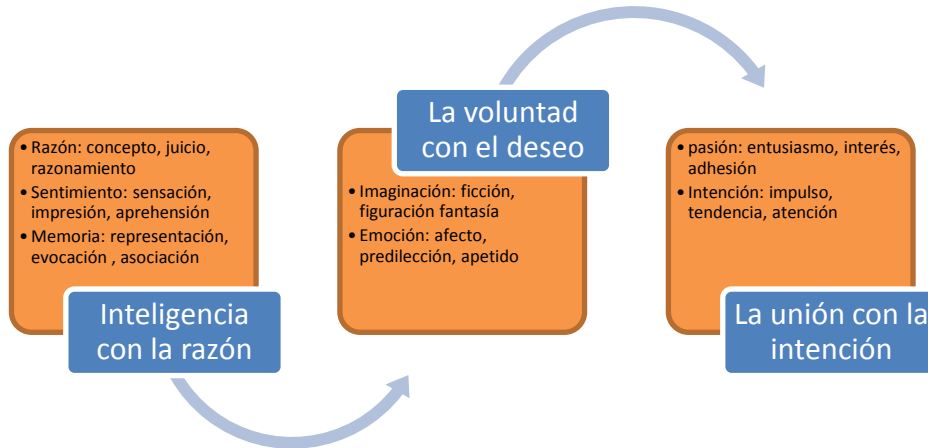 • Razón: concepto, juicio,
razonamiento
• Sentimiento: sensación,
impresión, aprehensión
• Memoria: representación,
evocación , asociación
Inteligencia
con la razón
La voluntad
con el deseo
• Imaginación: ficción,
figuración fantasía
• Emoción: afecto,
predilección, apetido
• pasión: entusiasmo, interés,
adhesión
• Intención: impulso,
tendencia, atención
La unión con la
intención